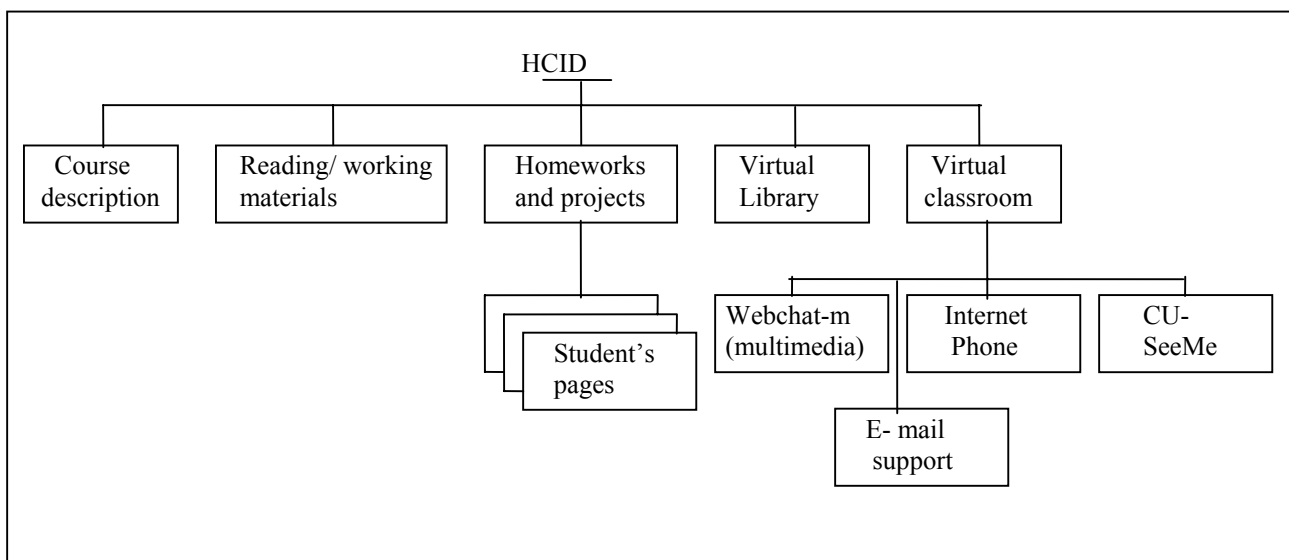 HCID
Course
description
Reading/ working
materials
Homeworks
and projects
Virtual
Library
Virtual
classroom
Student’s
pages
Webchat-m
(multimedia)
Internet
Phone
CU-
SeeMe
E- mail
support